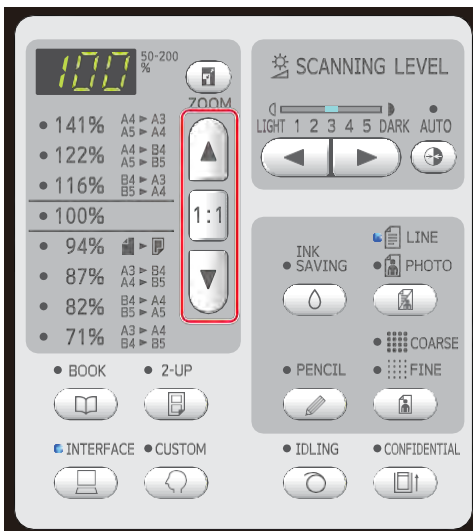 100 50-200 %
ZOOM
141% A4 ► A3
A5 ► A4
122% A4 ► B4
A5 ► B5
116% B4 ► A3
B5 ► A4
100%
94%
87% A3 ► B4
A4 ► B5
82% B4 ► A4
B5 ► A5
71% A3 ► A4
B4 ► B5
1:1
BOOK
2-UP
INTERFACE
CUSTOM
SCANNING LEVEL
LIGHT 1 2 3 4 5 DARK AUTO
INK
SAVING
LINE
PHOTO
COARSE
FINE
PENCIL
IDLING
CONFIDENTIAL